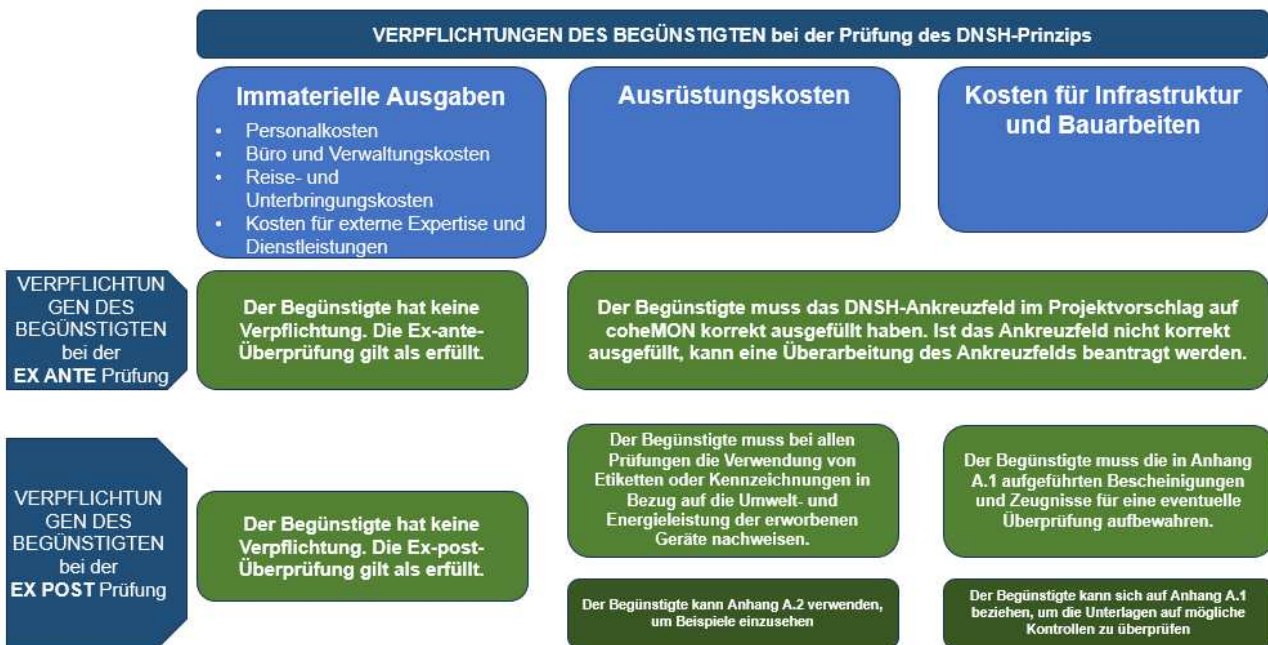 VERPFLICHTUNGEN DES BEGÜNSTIGTEN bei der Prüfung des DNSH-Prinzips
Immaterielle Ausgaben
• Personalkosten
• Büro und Verwaltungskosten
• Reise- und
Unterbringungskosten
• Kosten für externe Expertise und
Dienstleistungen
Ausrüstungskosten
Kosten für Infrastruktur
und Bauarbeiten
VERPFLICHTUN
GEN DES
BEGÜNSTIGTEN
bei der
EX ANTE Prüfung
Der Begünstigte hat keine
Verpflichtung. Die Ex-ante-
Überprüfung gilt als erfüllt.
Der Begünstigte muss das DNSH-Ankreuzfeld im Projektvorschlag auf
coheMON korrekt ausgefüllt haben. Ist das Ankreuzfeld nicht korrekt
ausgefüllt, kann eine Überarbeitung des Ankreuzfelds beantragt werden.
VERPFLICHTUN
GEN DES
BEGÜNSTIGTEN
bei der
EX POST Prüfung
Der Begünstigte hat keine
Verpflichtung. Die Ex-post-
Überprüfung gilt als erfüllt.
Der Begünstigte muss bei allen
Prüfungen die Verwendung von
Etiketten oder Kennzeichnungen in
Bezug auf die Umwelt- und
Energieleistung der erworbenen
Geräte nachweisen.
Der Begünstigte kann Anhang A.2 verwenden,
um Beispiele einzusehen
Der Begünstigte muss die in Anhang
A.1 aufgeführten Bescheinigungen
und Zeugnisse für eine eventuelle
Überprüfung aufbewahren.
Der Begünstigte kann sich auf Anhang A.1
beziehen, um die Unterlagen auf mögliche
Kontrollen zu überprüfen